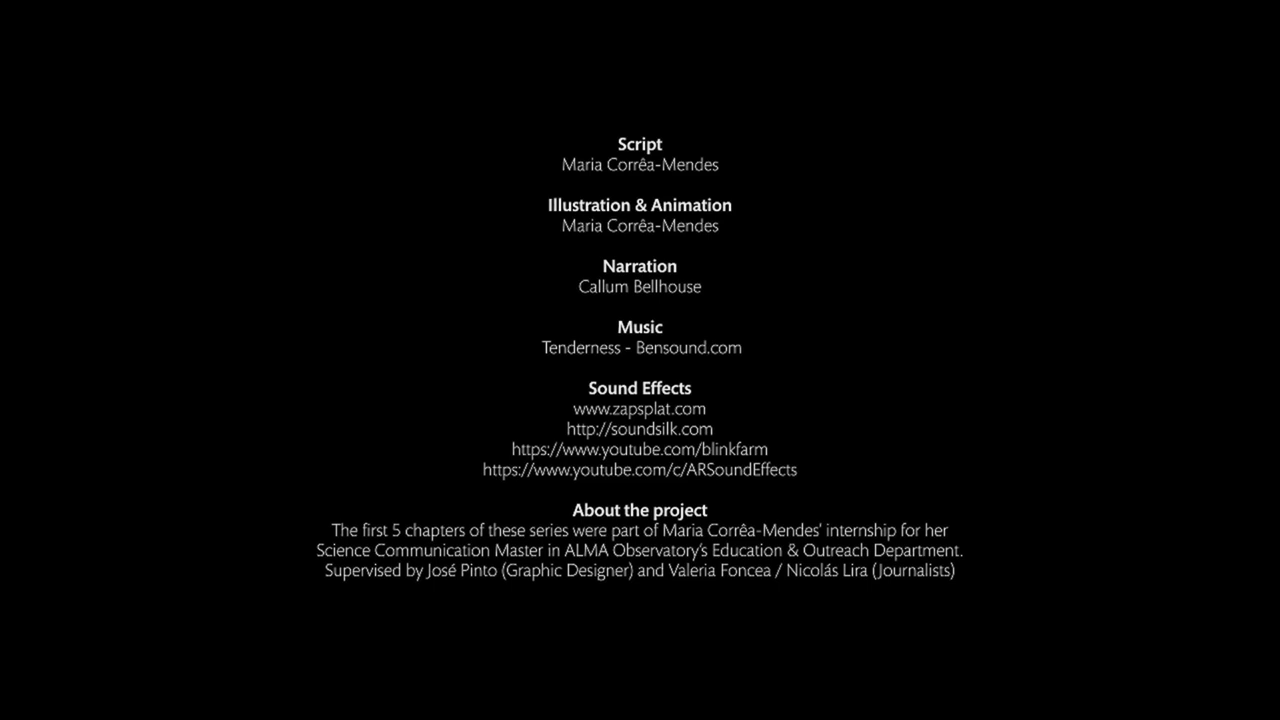 Script
Maria Corrêa-Mendes
Illustration & Animation
Maria Corrêa-Mendes
Narration
Callum Bellhouse
Music
Tenderness - Bensound.com
Sound Effects
www.zapsplat.com
http://soundsilk.com
https://www.youtube.com/blinkfarm
https://www.youtube.com/c/ARSoundEffects
About the project
The first 5 chapters of these series were part of Maria Corrêa-Mendes' internship for her
Science Communication Master in ALMA Observatory's Education & Outreach Department.
Supervised by José Pinto (Graphic Designer) and Valeria Foncea / Nicolás Lira (Journalists)